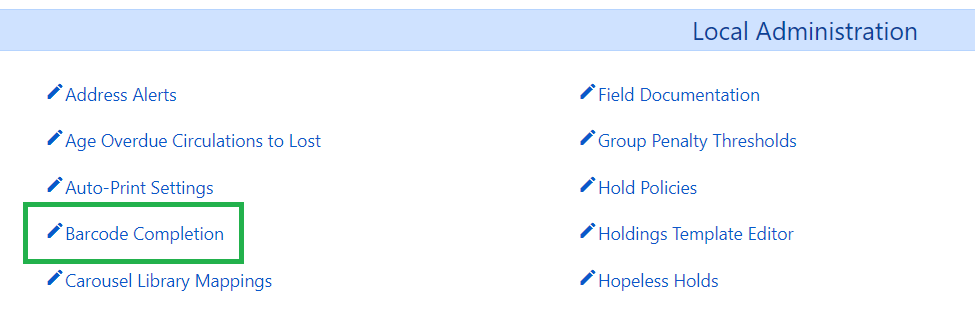 Local Administration
Address Alerts
Age Overdue Circulations to Lost
Auto-Print Settings
Barcode Completion
Carousel Library Mappings
Field Documentation
Group Penalty Thresholds
Hold Policies
Holdings Template Editor
Hopeless Holds